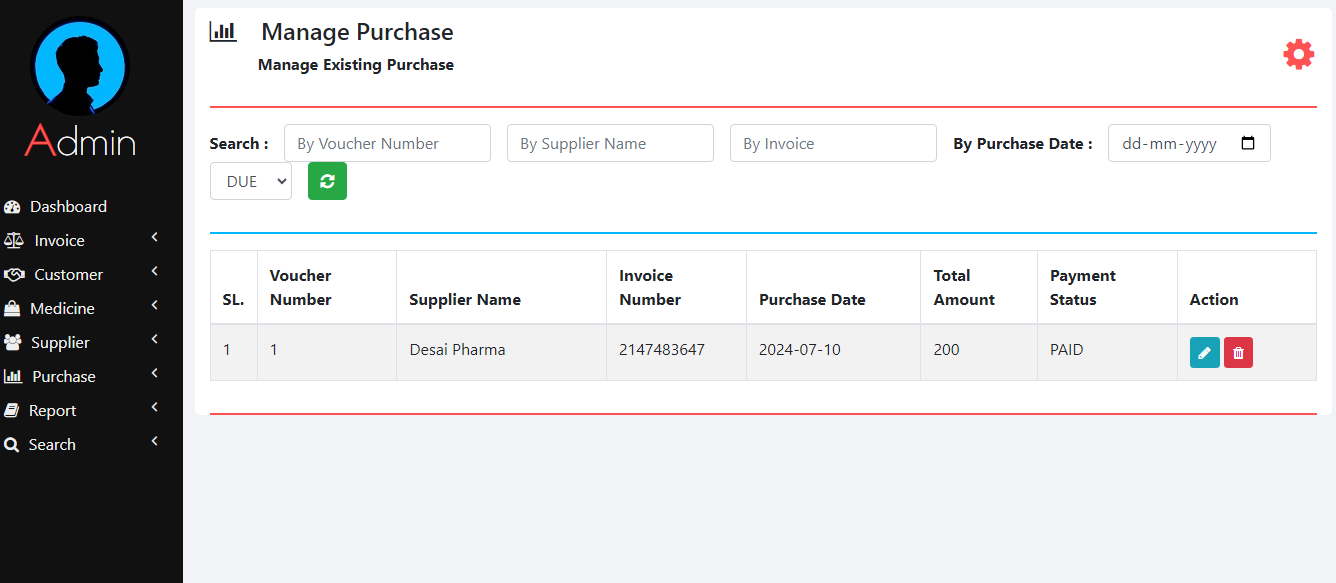 Admin
Dashboard
Invoice
Customer
Medicine
Supplier
Purchase
Report
Search
Manage Purchase
Manage Existing Purchase
Search : By Voucher Number By Supplier Name By Invoice By Purchase Date : dd-mm-yyyy
DUE
SL. Voucher Number Supplier Name Invoice Number Purchase Date Total Amount Payment Status Action
1 1 Desai Pharma 2147483647 2024-07-10 200 PAID